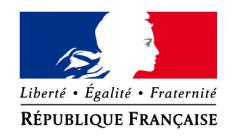 Liberté • Égalité • Fraternité
RÉPUBLIQUE FRANÇAISE